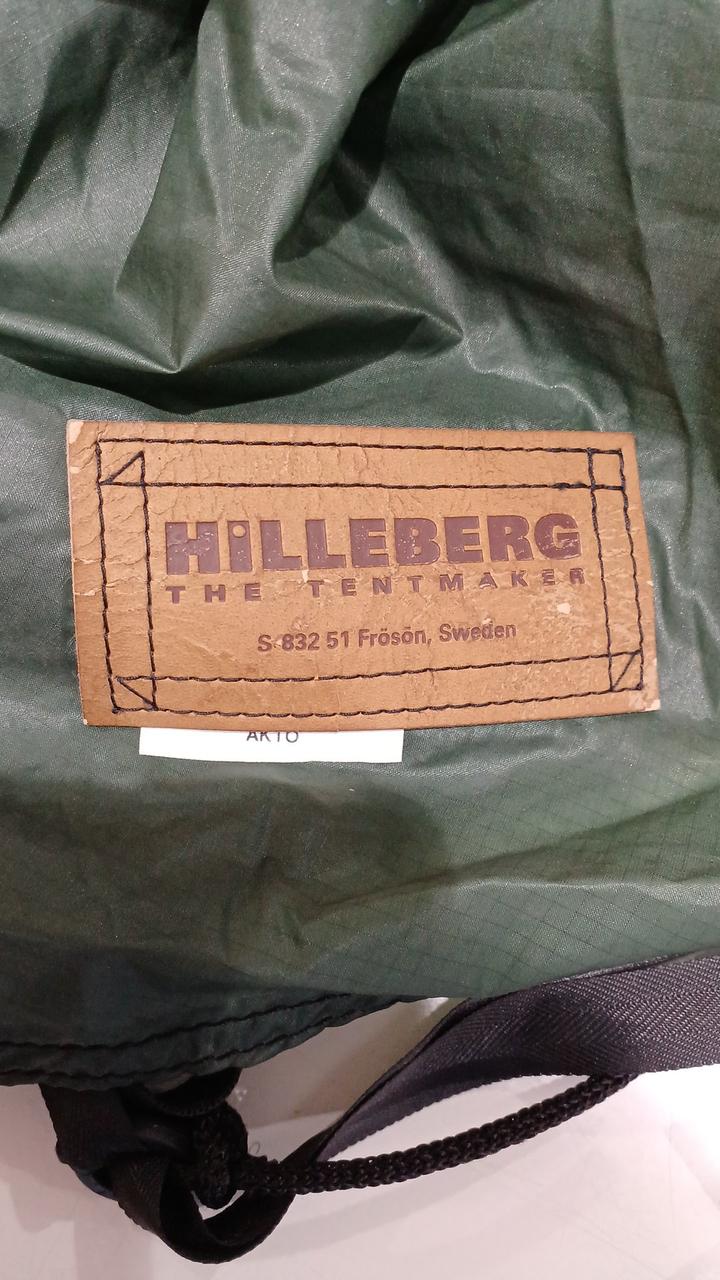 HiLLEBERG
THE TENTMAKER
S-832 51 Frösön, Sweden
AKTO